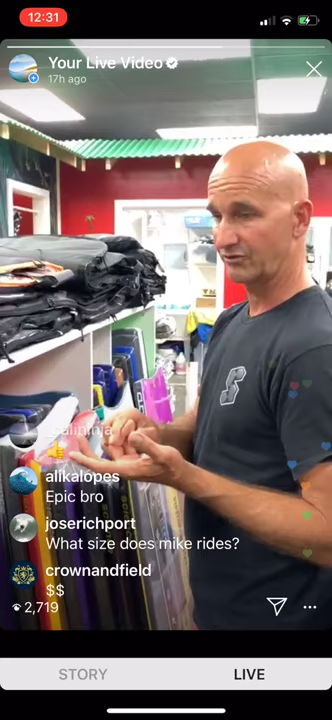 12:31
Your Live Video
17h ago
alininja
👍
alikalopes
Epic bro
joserichport
What size does mike rides?
crownandfield
$$
2,719
S
STORY
LIVE